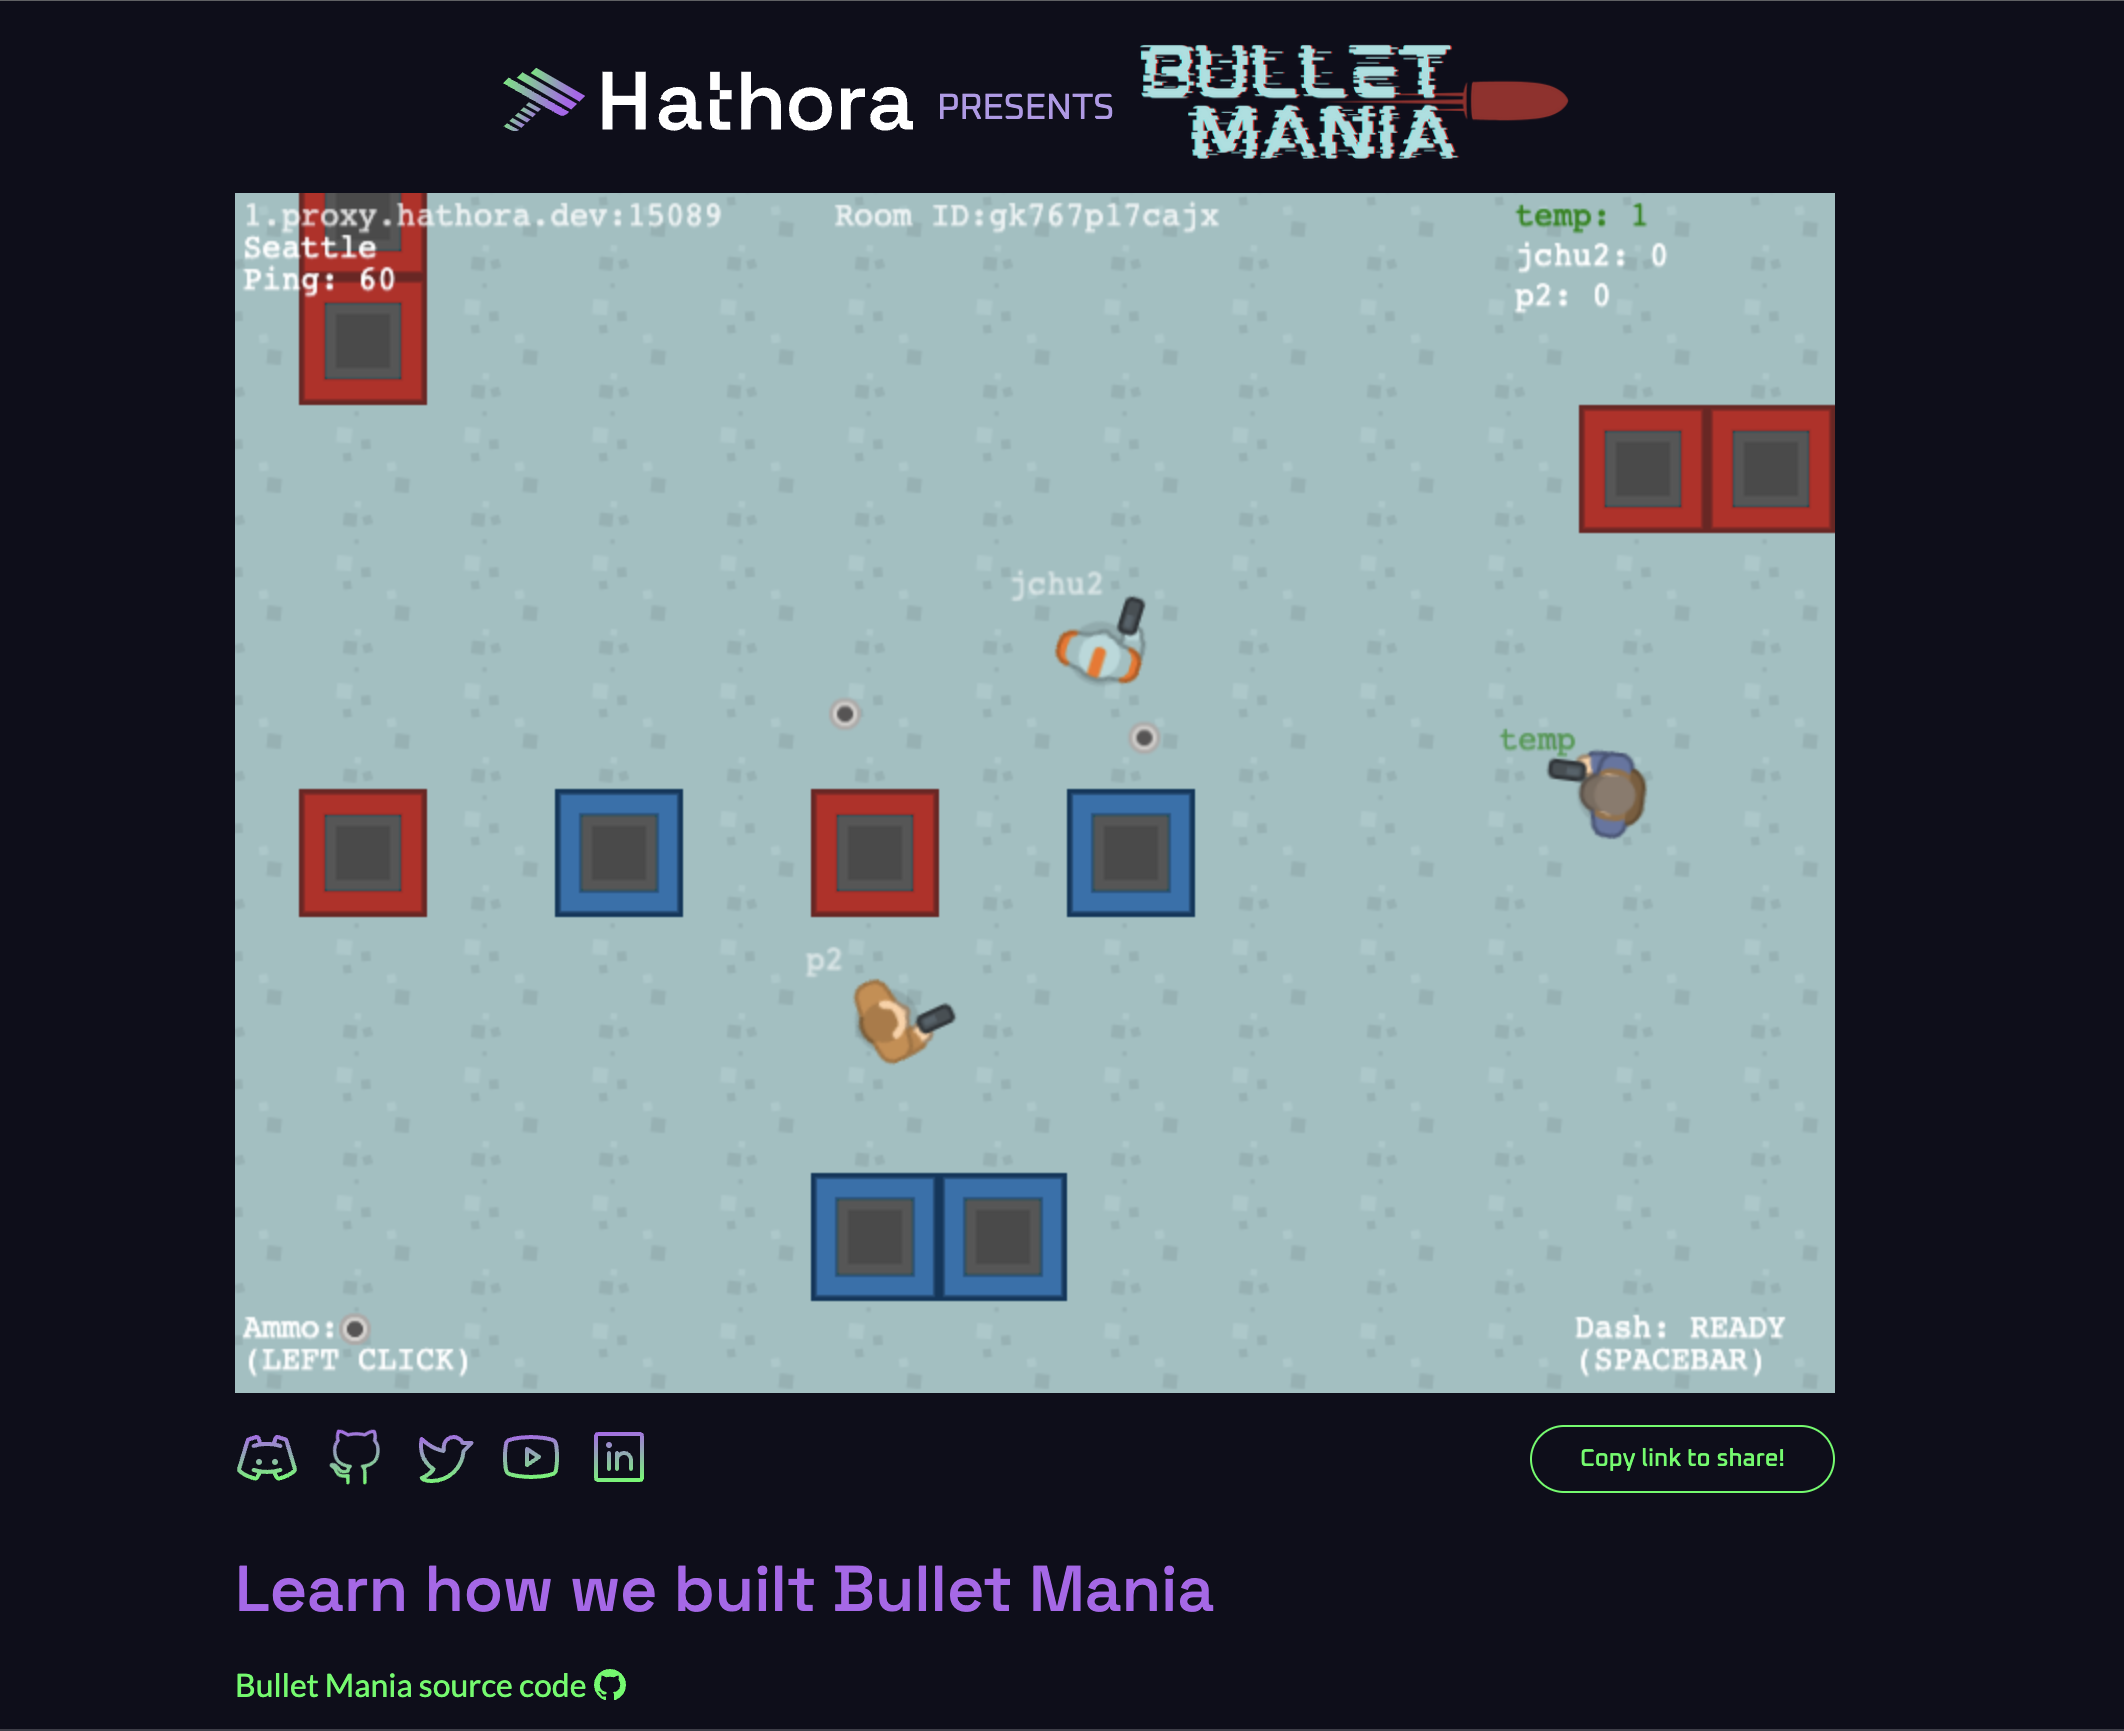 Hathora PRESENTS BULLET MANIA
1.proxy.hathora.dev:15089
Seattle
Ping: 60
Room ID:gk767pl7cajx
temp: 1
jchu2: 0
p2: 0
jchu2
temp
p2
Ammo:
(LEFT CLICK)
Dash: READY
(SPACEBAR)
in
Copy link to share!
Learn how we built Bullet Mania
Bullet Mania source code